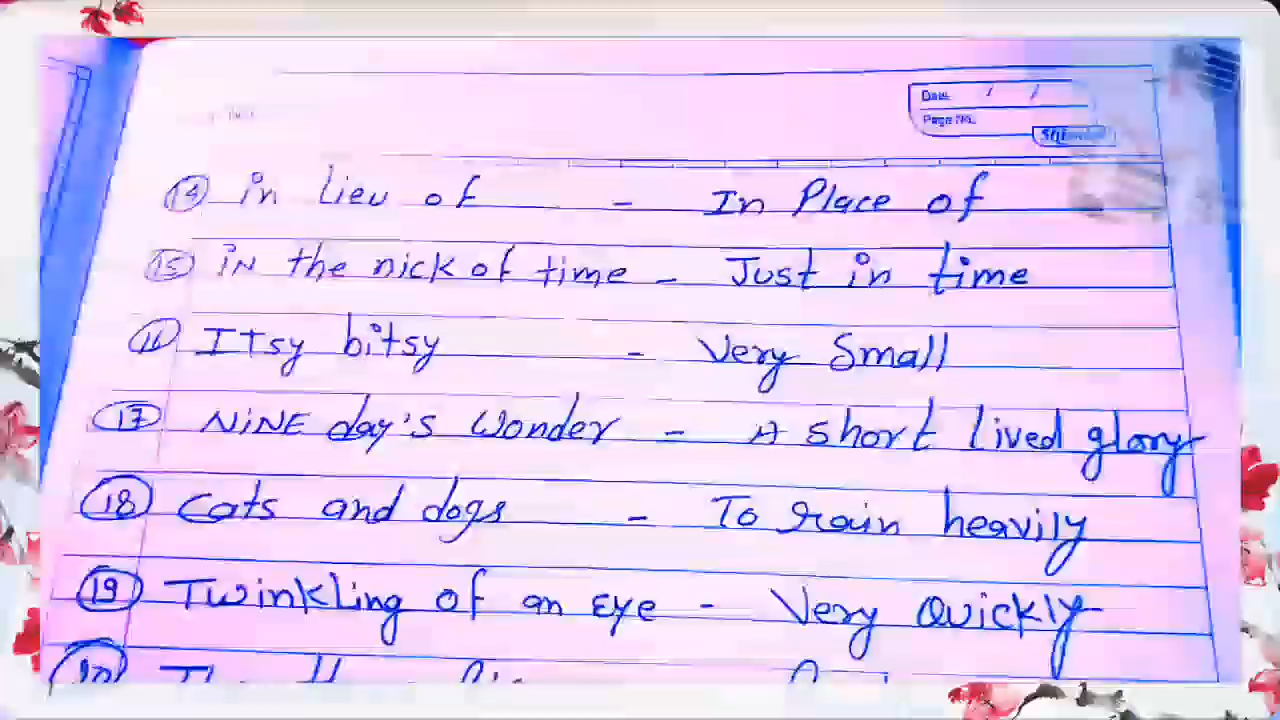 Date / /
Page No.
(14) in lieu of - In Place of
(15) iN the nick of time - Just in time
(16) ITsy bitsy - Very Small
(17) NiNE day's wonder - A short lived glory
(18) Cats and dogs - To rain heavily
(19) Twinkling of an EyE - Very Quickly